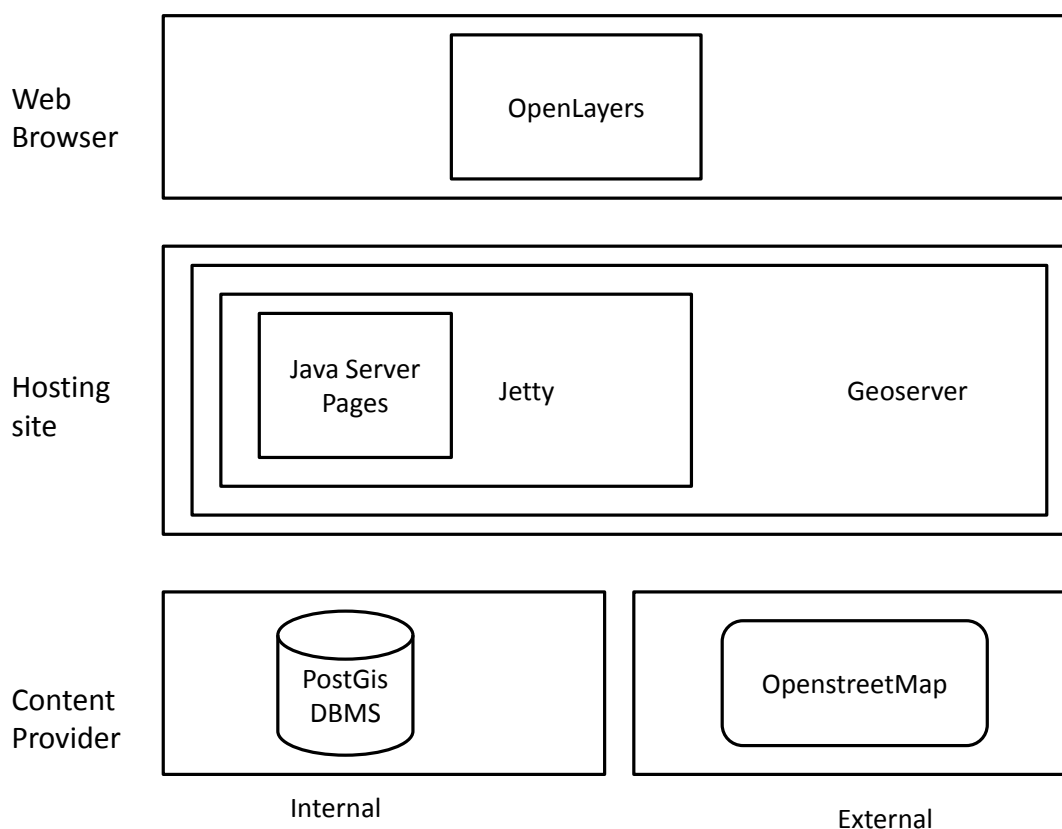 Web
Browser
OpenLayers
Hosting
site
Java Server
Pages
Jetty
Geoserver
Content
Provider
PostGis
DBMS
OpenstreetMap
Internal
External